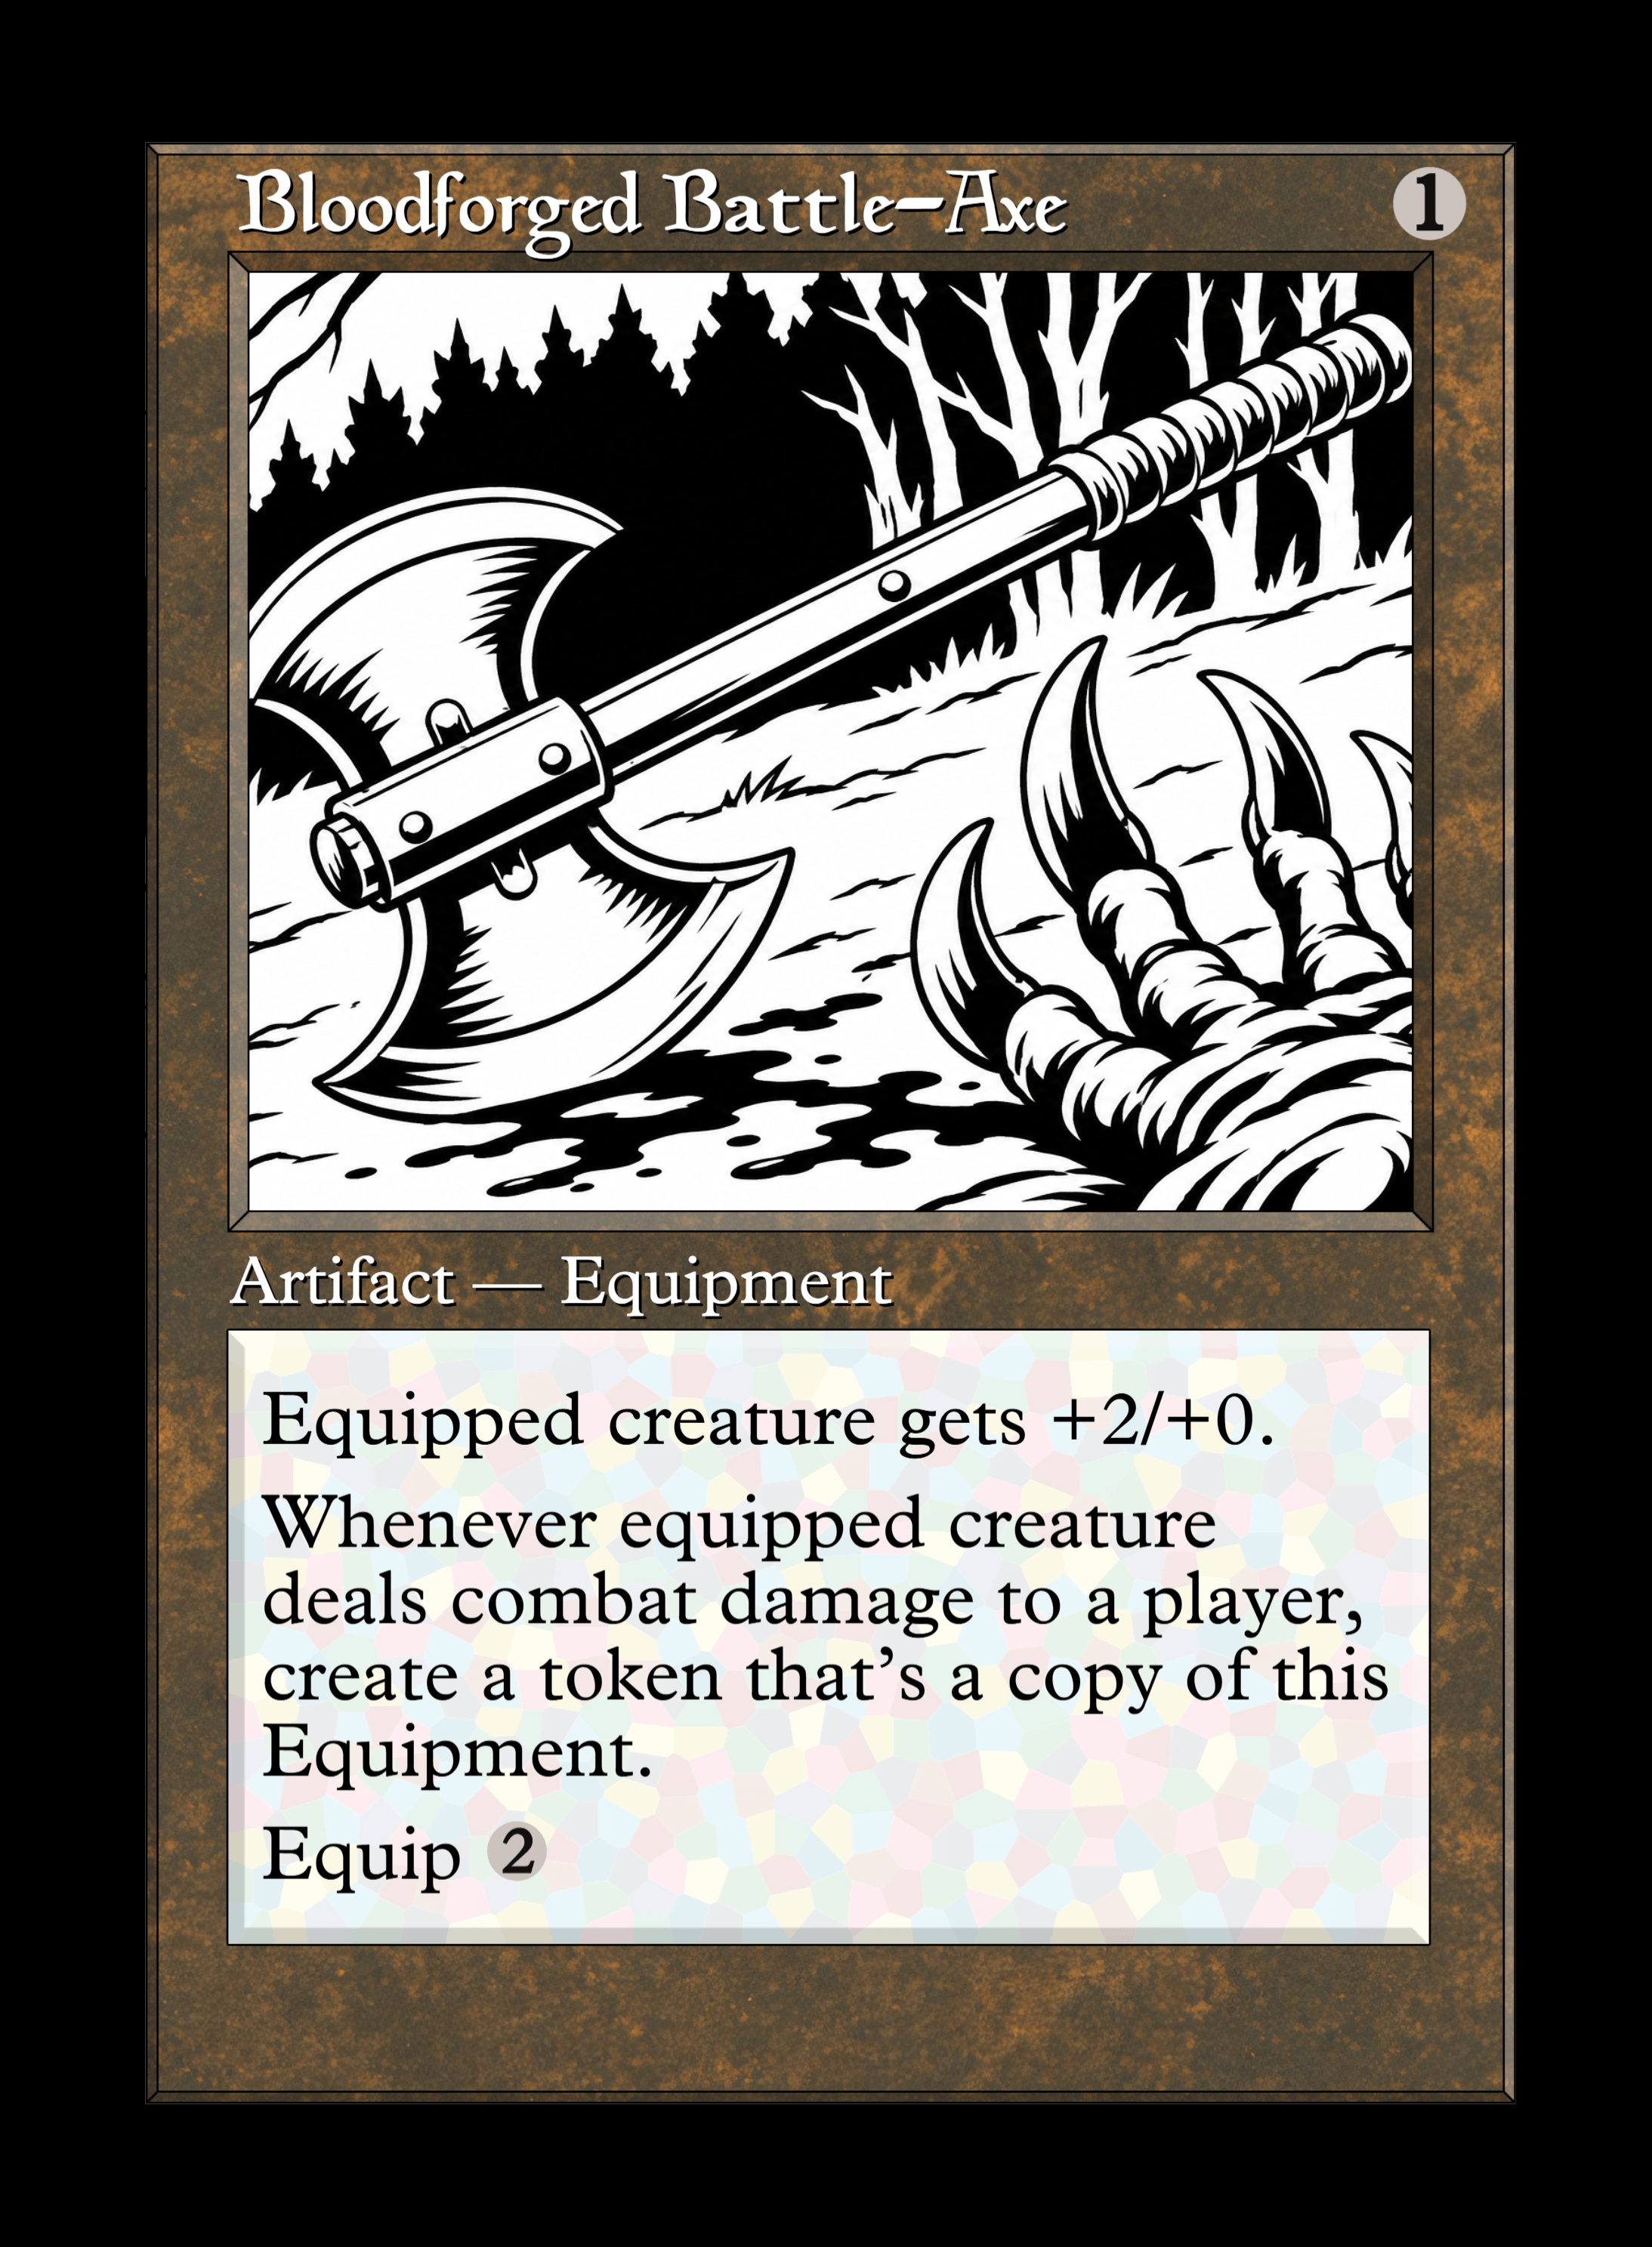 Bloodforged Battle-Axe 1
Artifact — Equipment
Equipped creature gets +2/+0.
Whenever equipped creature
deals combat damage to a player,
create a token that's a copy of this
Equipment.
Equip 2